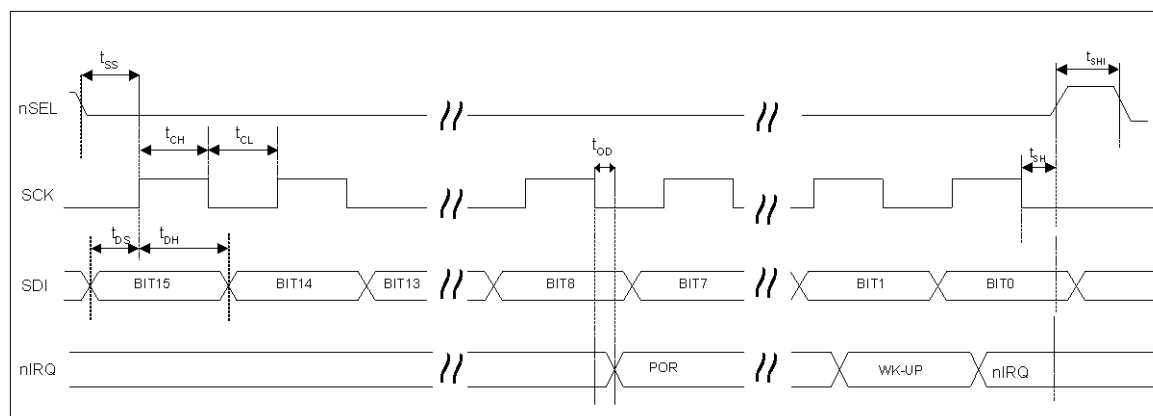 tSS
tSHI
nSEL
tCH
tCL
tOD
tSH
SCK
tDS
tDH
SDI
BIT15
BIT14
BIT13
BIT8
BIT7
BIT1
BIT0
nIRQ
POR
WK-UP
nIRQ